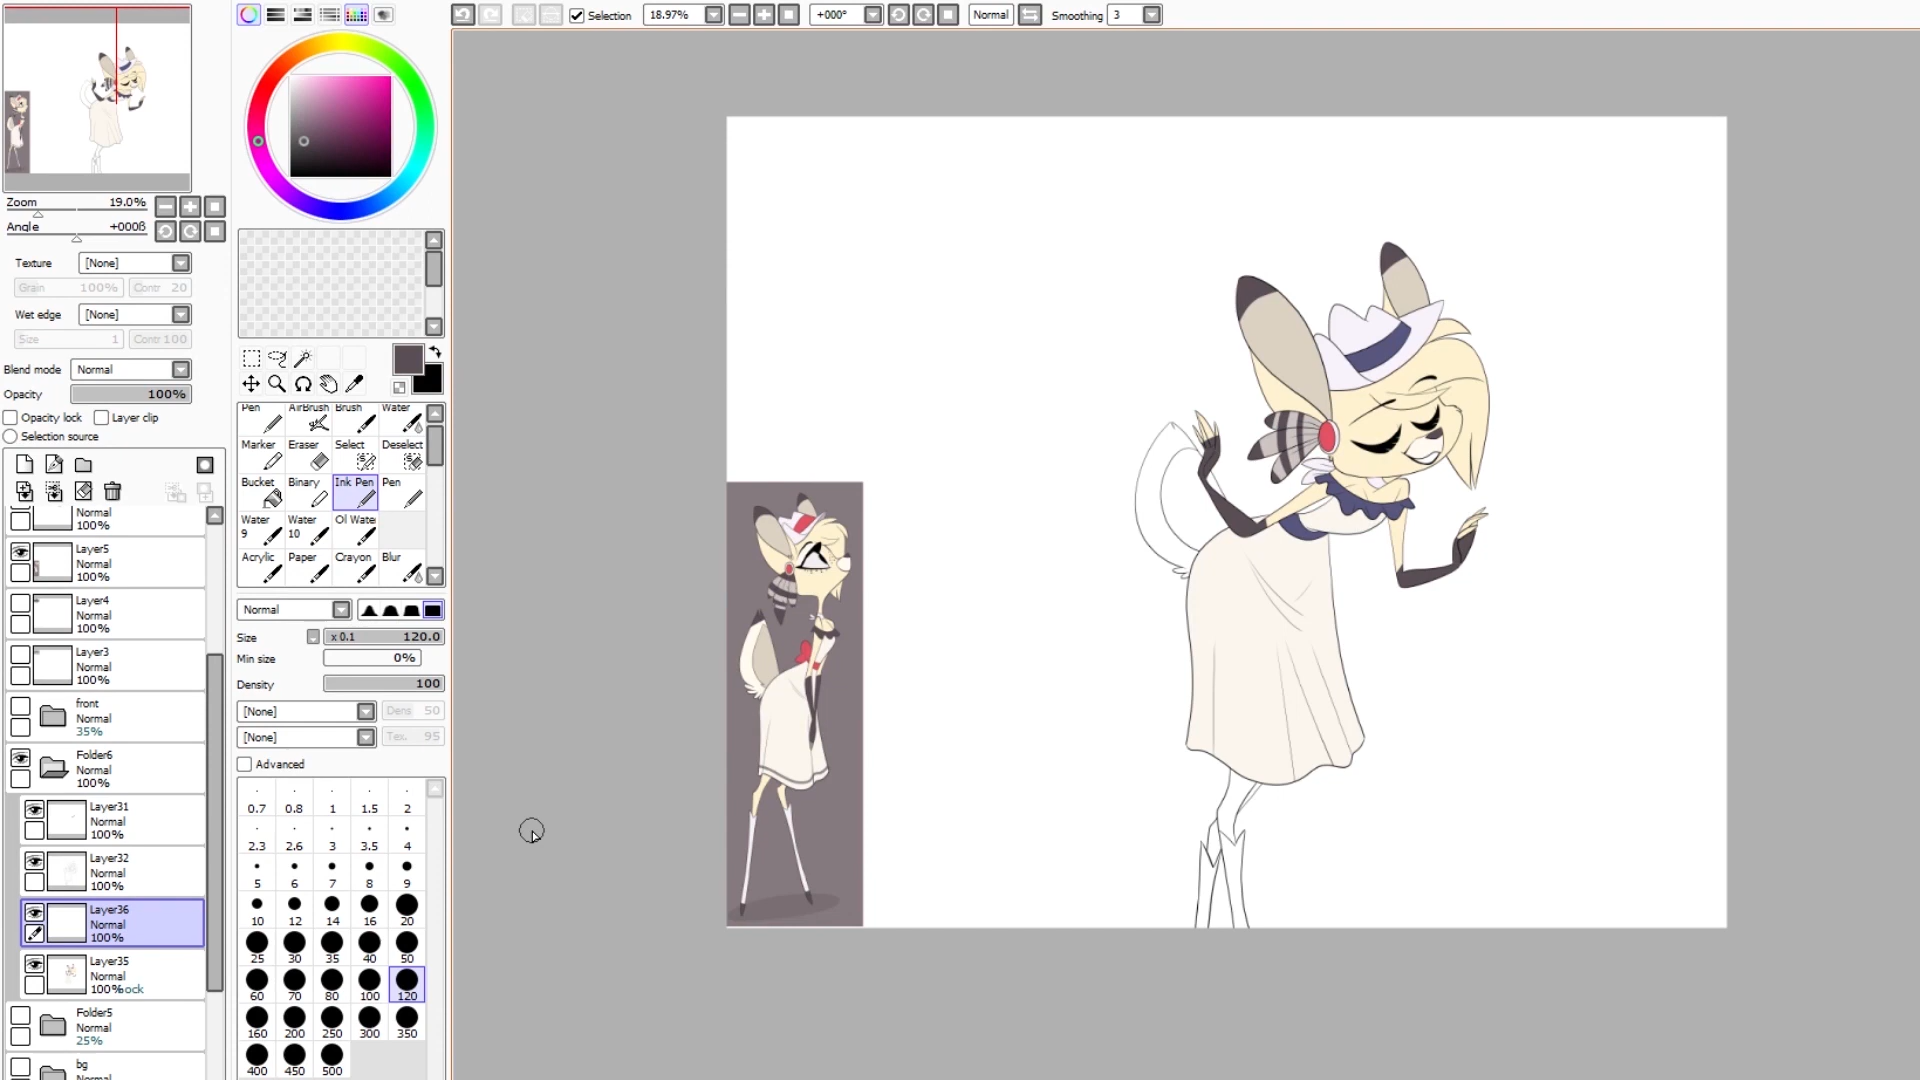 Selection
18.97%
+000°
Normal
Smoothing
3
Zoom
19.0%
Angle
+000ß
Texture
[None]
Grain
100%
Contr 20
Wet edge
[None]
Size
1
Contr 100
Blend mode
Normal
Opacity
100%
Opacity lock
Layer clip
Selection source
Normal
100%
Layer5
Normal
100%
Layer4
Normal
100%
Layer3
Normal
100%
front
Normal
35%
Folder6
Normal
100%
Layer31
Normal
100%
Layer32
Normal
100%
Layer36
Normal
100%
Layer35
Normal
100%ock
Folder5
Normal
25%
bg
Normal
Pen
AirBrush
Brush
Water
Marker
Eraser
Select
Deselect
Bucket
Binary
Ink Pen
Pen
Water
9
Water
10
Ol Wate
Acrylic
Paper
Crayon
Blur
Normal
Size
x 0.1
120.0
Min size
0%
Density
100
[None]
Dens 50
[None]
Tex. 95
Advanced
0.7 0.8 1 1.5 2
2.3 2.6 3 3.5 4
5 6 7 8 9
10 12 14 16 20
25 30 35 40 50
60 70 80 100 120
160 200 250 300 350
400 450 500